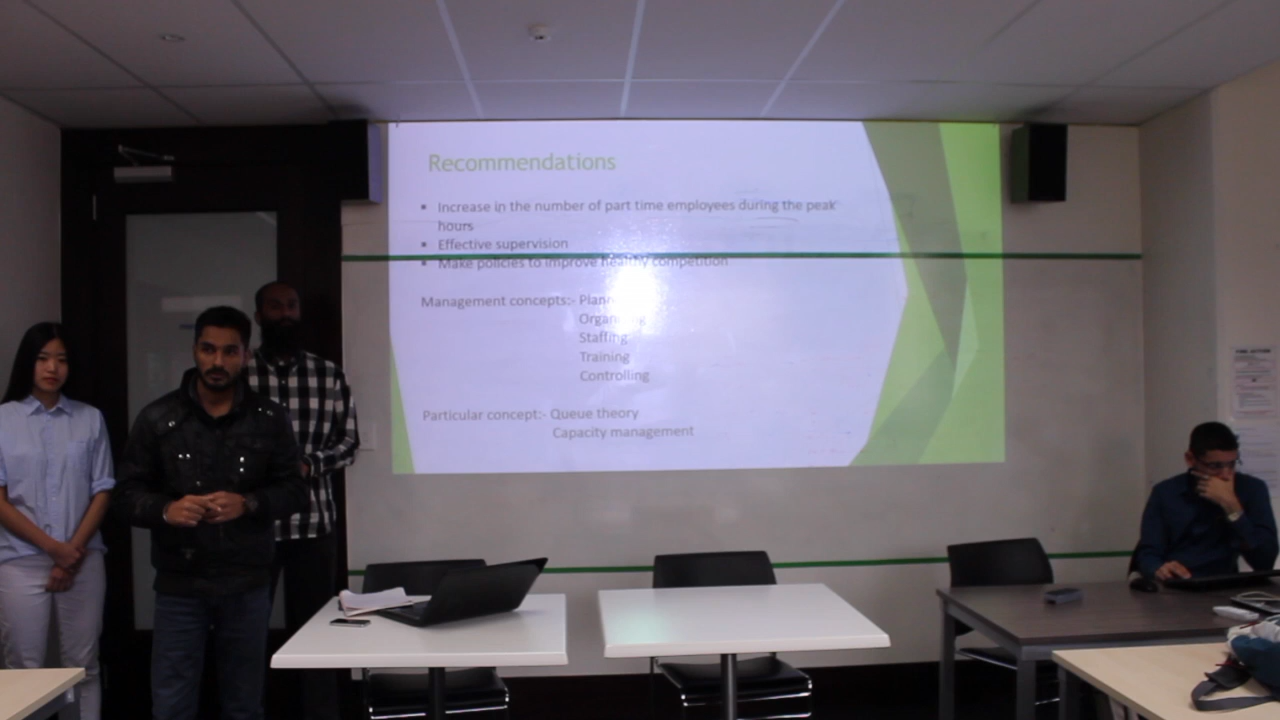 Recommendations
▪ Increase in the number of part time employees during the peak
hours
▪ Effective supervision
▪ Make policies to improve healthy competition
Management concepts:-
Staffing
Training
Controlling
Particular concept:- Queue theory
Capacity management